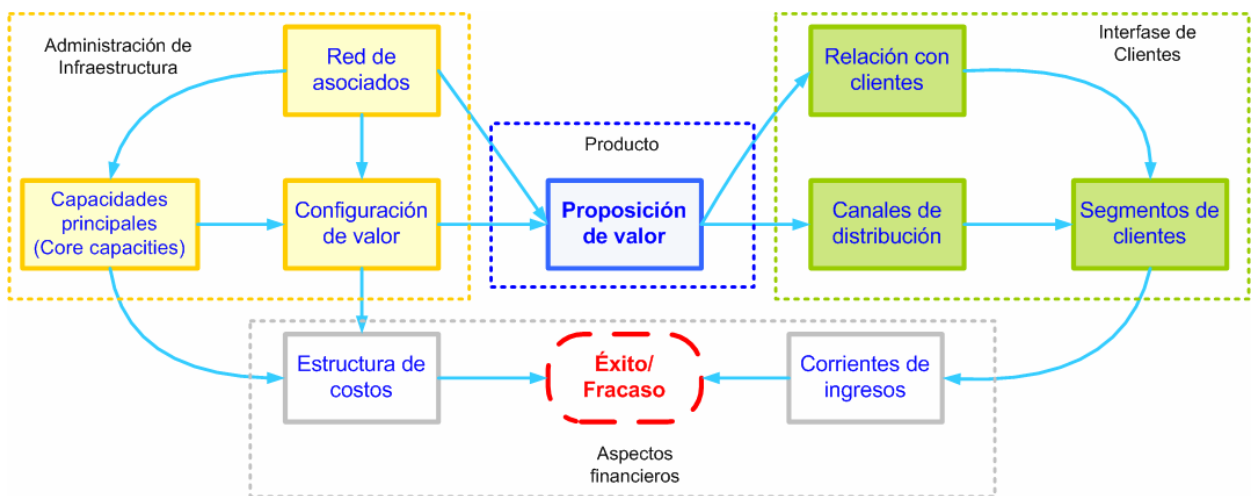 Administración de
Infraestructura
Red de
asociados
Relación con
clientes
Interfase de
Clientes
Producto
Capacidades
principales
(Core capacities)
Configuración
de valor
Proposición
de valor
Canales de
distribución
Segmentos de
clientes
Estructura de
costos
Éxito/
Fracaso
Corrientes de
ingresos
Aspectos
financieros